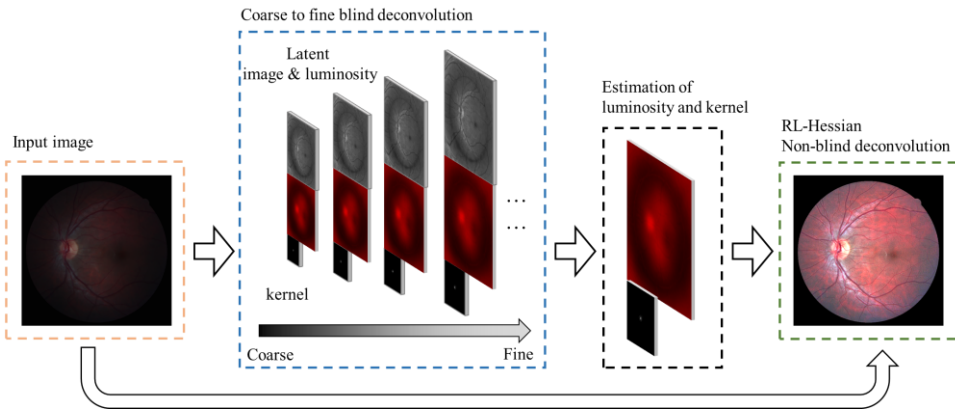 Input image
Coarse to fine blind deconvolution
Latent
image & luminosity
kernel
Coarse
Fine
...
...
Estimation of
luminosity and kernel
RL-Hessian
Non-blind deconvolution